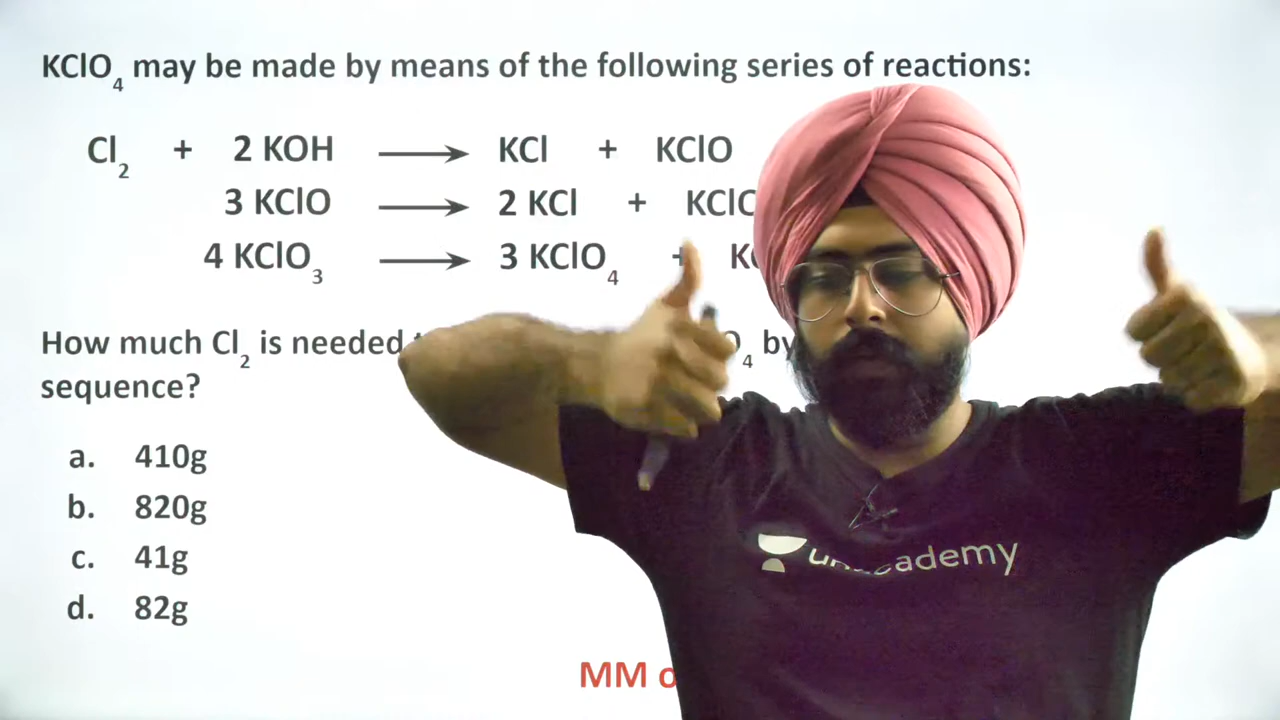 KClO₄ may be made by means of the following series of reactions:
Cl₂ + 2 KOH ⟶ KCl + KClO
3 KClO ⟶ 2 KCl +
4 KClO₃ ⟶ 3 KClO₄ +
How much Cl₂ is needed by
sequence?
a. 410g
b. 820g
c. 41g
d. 82g
MM
unacademy